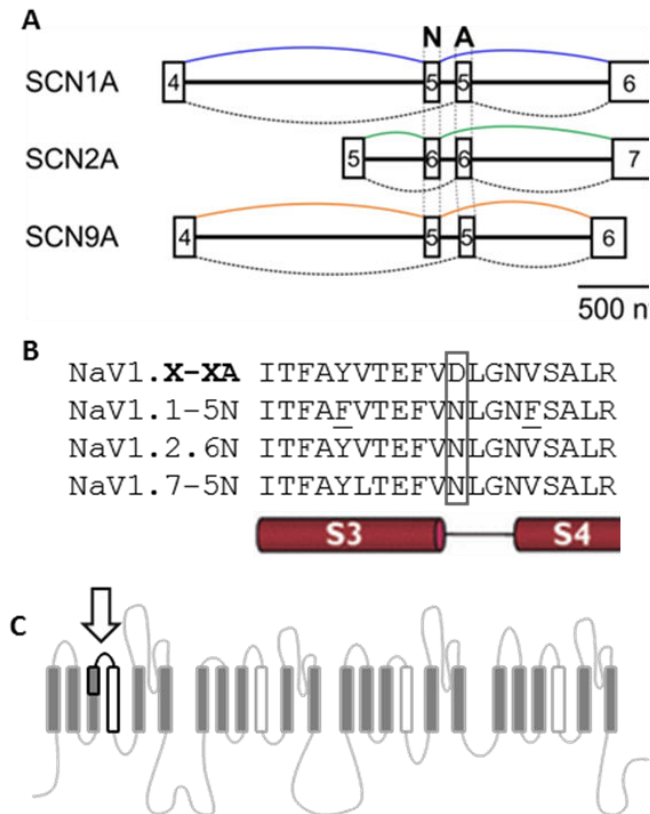 A
N A
SCN1A 4 5 5 6
SCN2A 5 6 6 7
SCN9A 4 5 5 6
500 n
B
NaV1.X-XA ITFAYVTEFVDLGNVSALR
NaV1.1-5N ITFAFVTEFVNLGNFSALR
NaV1.2.6N ITFAYVTEFVNLGNVSALR
NaV1.7-5N ITFAYLTEFVNLGNVSALR
S3 S4
C